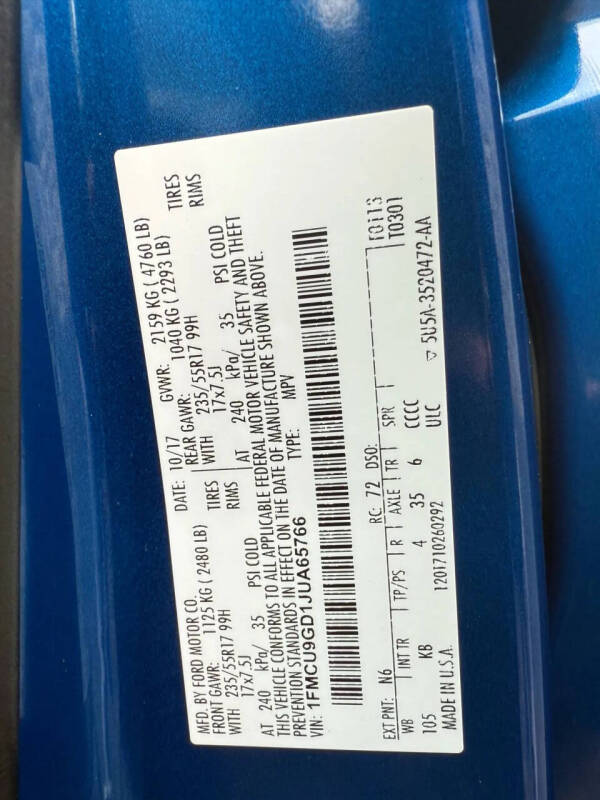 MFD. BY FORD MOTOR CO. DATE: 10/17 GVWR: 2159 KG ( 4760 LB)
FRONT GAWR: 1125 KG ( 2480 LB) REAR GAWR: 1040 KG ( 2293 LB)
WITH 235/55R17 99H TIRES WITH 235/55R17 99H TIRES
17x7.5J RIMS 17x7.5J RIMS
AT 240 kPa/ 35 PSI COLD AT 240 kPa/ 35 PSI COLD
THIS VEHICLE CONFORMS TO ALL APPLICABLE FEDERAL MOTOR VEHICLE SAFETY AND THEFT
PREVENTION STANDARDS IN EFFECT ON THE DATE OF MANUFACTURE SHOWN ABOVE.
VIN: 1FMCU9GD1JUA65766 TYPE: MPV
EXT PNT: N6 RC: 72 DSO:
WB INT TR TP/PS R AXLE TR SPR T0113
105 KB 4 35 6 CCCC T0301
MADE IN U.S.A. 1201710260292 ULC
5U5A-3520472-AA